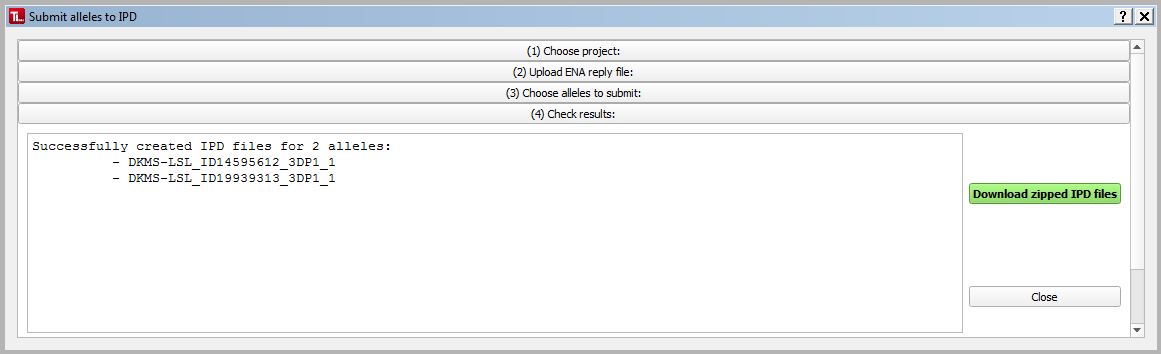 Ti... Submit alleles to IPD
(1) Choose project:
(2) Upload ENA reply file:
(3) Choose alleles to submit:
(4) Check results:
Successfully created IPD files for 2 alleles:
- DKMS-LSL_ID14595612_3DP1_1
- DKMS-LSL_ID19939313_3DP1_1
Download zipped IPD files
Close